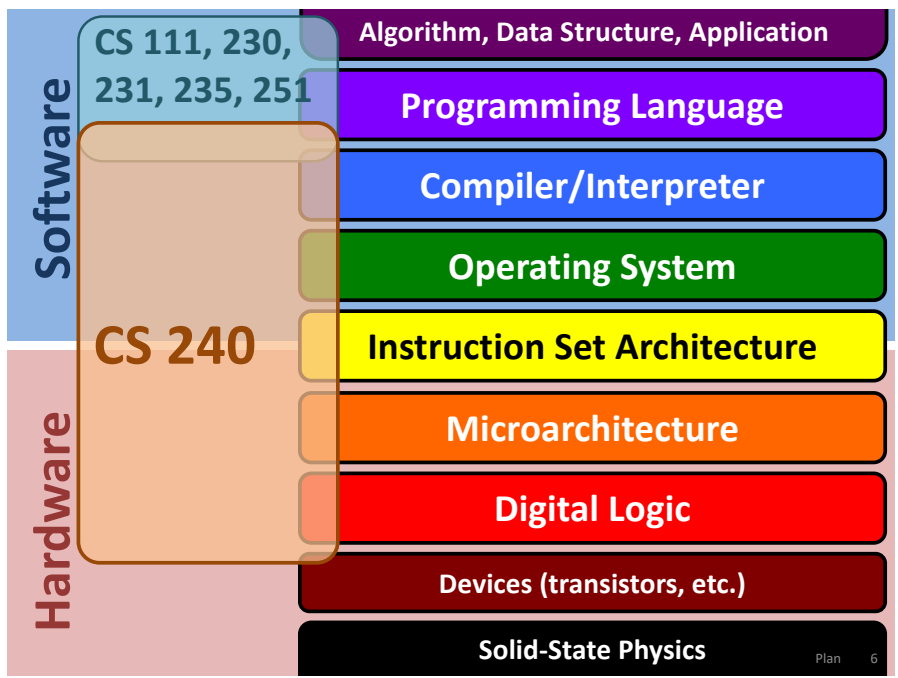 Software
Hardware
CS 111, 230,
231, 235, 251
CS 240
Algorithm, Data Structure, Application
Programming Language
Compiler/Interpreter
Operating System
Instruction Set Architecture
Microarchitecture
Digital Logic
Devices (transistors, etc.)
Solid-State Physics
Plan 6